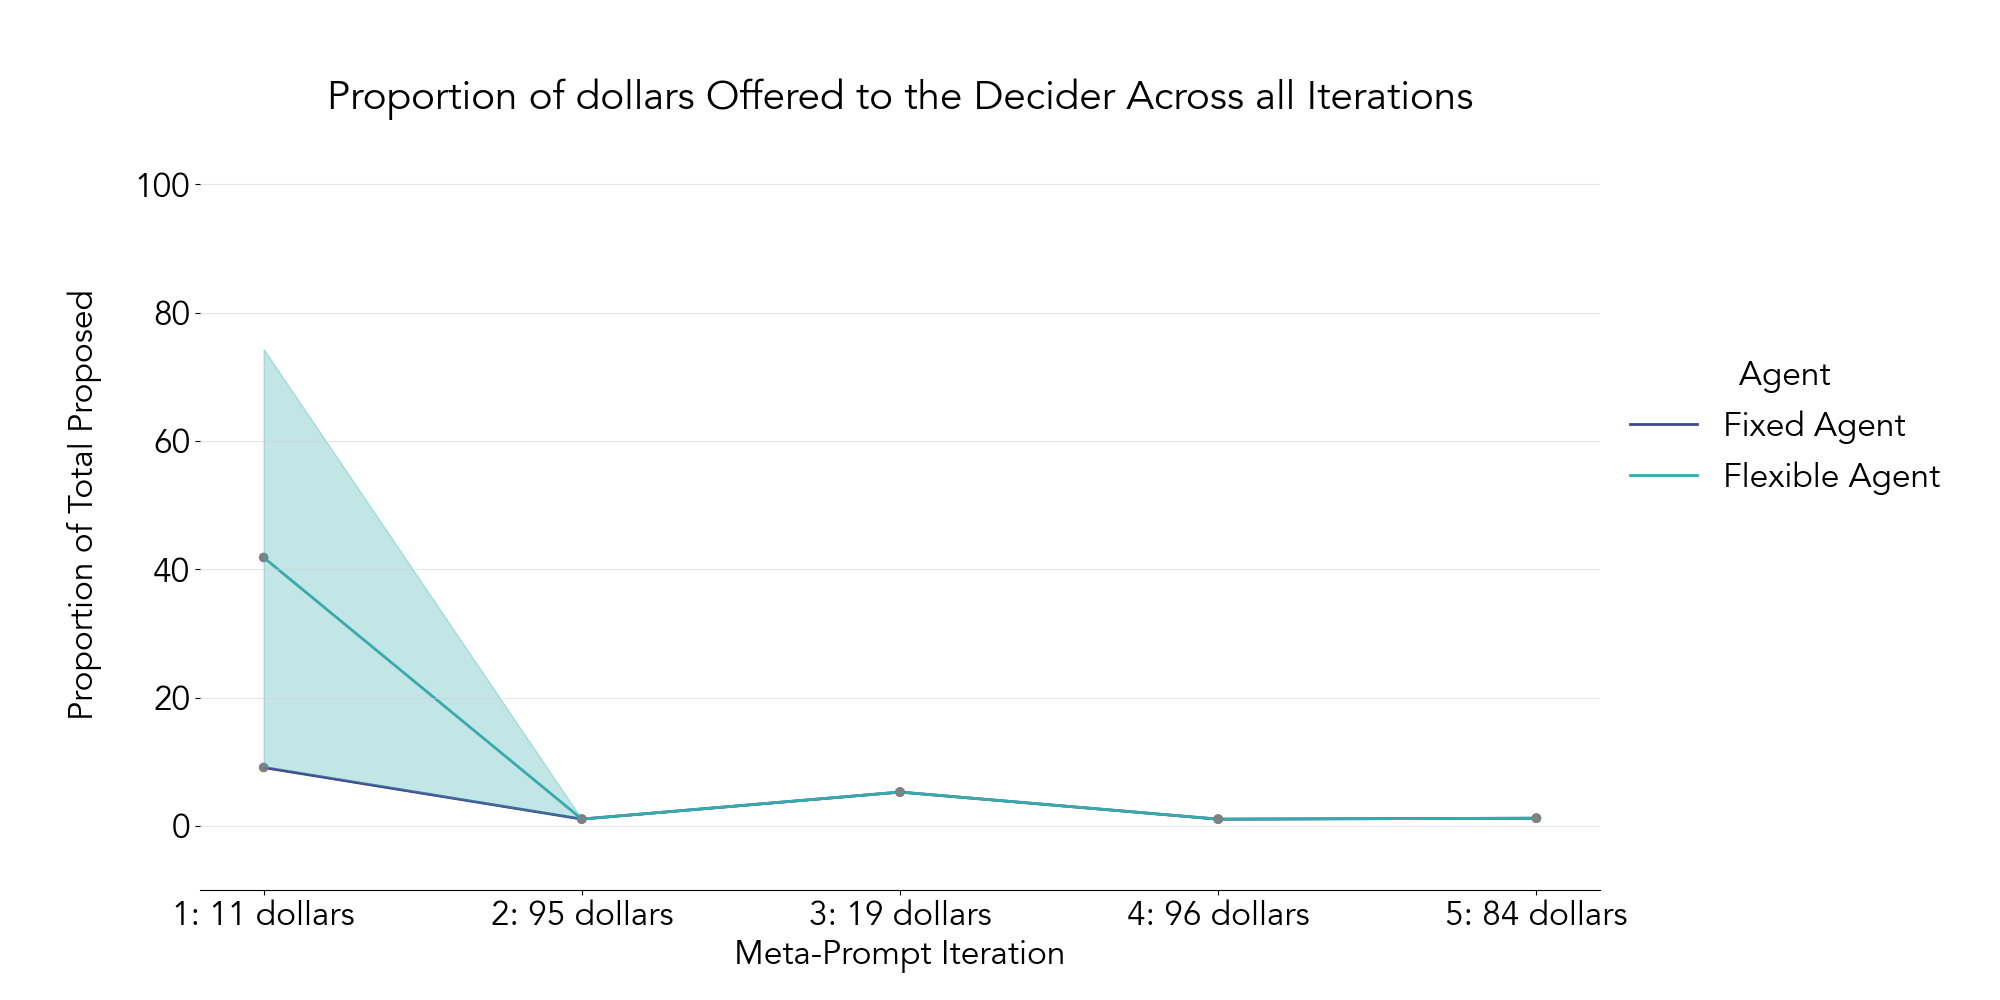 Proportion of dollars Offered to the Decider Across all Iterations
100
80
60
40
20
0
Proportion of Total Proposed
1: 11 dollars
2: 95 dollars
3: 19 dollars
4: 96 dollars
5: 84 dollars
Meta-Prompt Iteration
Agent
Fixed Agent
Flexible Agent